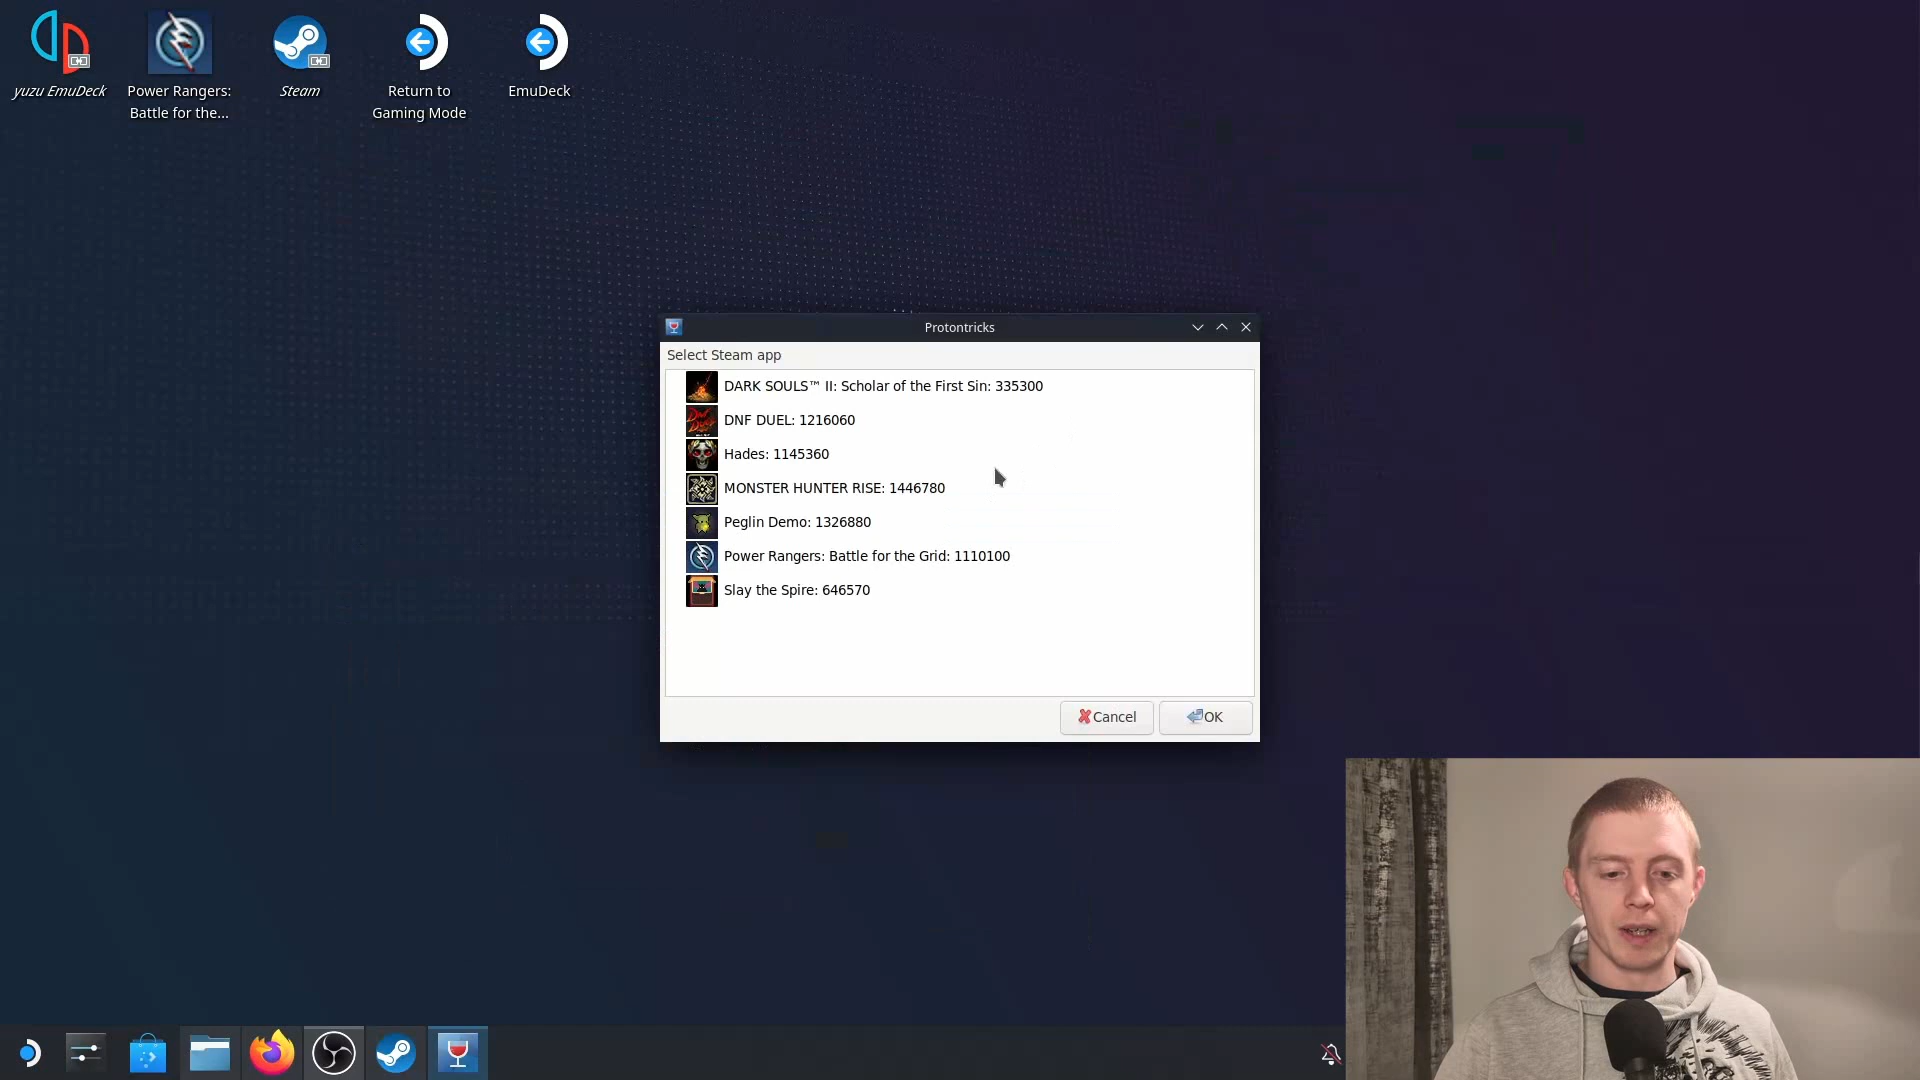 yuzu EmuDeck
Power Rangers:
Battle for the...
Steam
Return to
Gaming Mode
EmuDeck
Protontricks
Select Steam app
DARK SOULS™ II: Scholar of the First Sin: 335300
DNF DUEL: 1216060
Hades: 1145360
MONSTER HUNTER RISE: 1446780
Peglin Demo: 1326880
Power Rangers: Battle for the Grid: 1110100
Slay the Spire: 646570
Cancel
OK